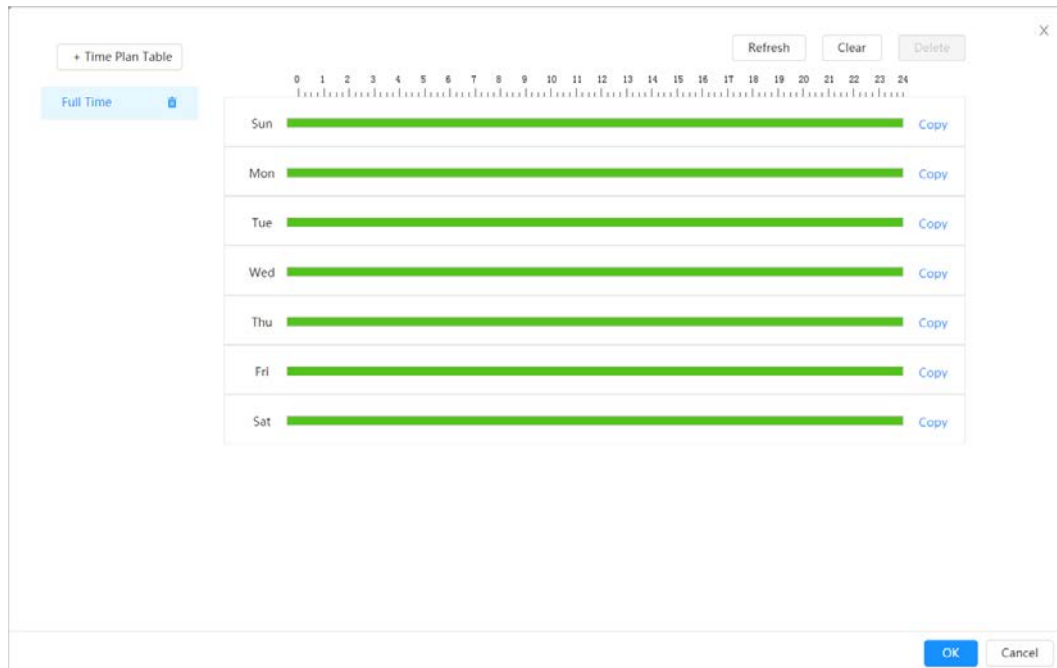 + Time Plan Table
Refresh Clear Delete
Full Time
0 1 2 3 4 5 6 7 8 9 10 11 12 13 14 15 16 17 18 19 20 21 22 23 24
Sun Copy
Mon Copy
Tue Copy
Wed Copy
Thu Copy
Fri Copy
Sat Copy
OK Cancel